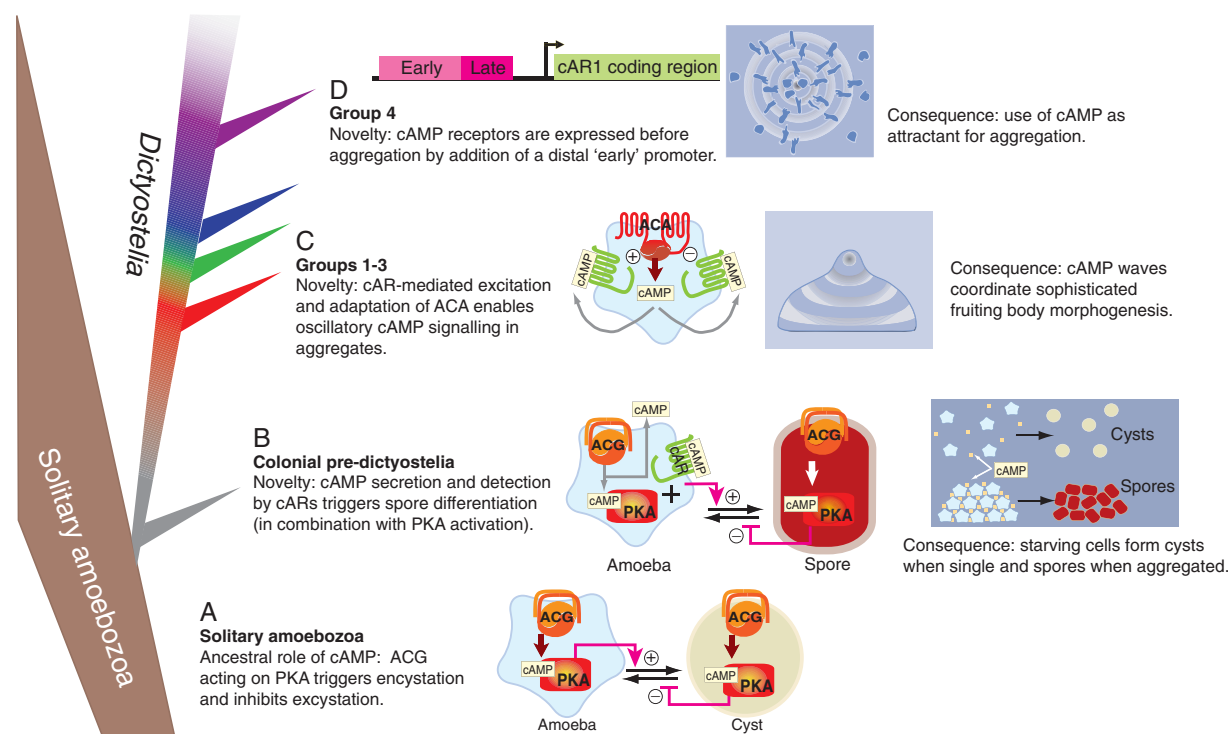 Early
Late
cAR1 coding region
D
Group 4
Novelty: cAMP receptors are expressed before
aggregation by addition of a distal ‘early’ promoter.
Consequence: use of cAMP as
attractant for aggregation.
Dictyostelia
C
Groups 1-3
Novelty: cAR-mediated excitation
and adaptation of ACA enables
oscillatory cAMP signalling in
aggregates.
ACA
+
−
cAMP
cAMP
cAMP
Consequence: cAMP waves
coordinate sophisticated
fruiting body morphogenesis.
B
Colonial pre-dictyostelia
Novelty: cAMP secretion and detection
by cARs triggers spore differentiation
(in combination with PKA activation).
cAMP
ACG
cAR
cAMP
cAMP
PKA
+
+
−
Amoeba
ACG
cAMP
PKA
Spore
Cysts
cAMP
Spores
Consequence: starving cells form cysts
when single and spores when aggregated.
Solitary amoebozoa
A
Solitary amoebozoa
Ancestral role of cAMP: ACG
acting on PKA triggers encystation
and inhibits excystation.
ACG
cAMP
PKA
+
−
Amoeba
ACG
cAMP
PKA
Cyst